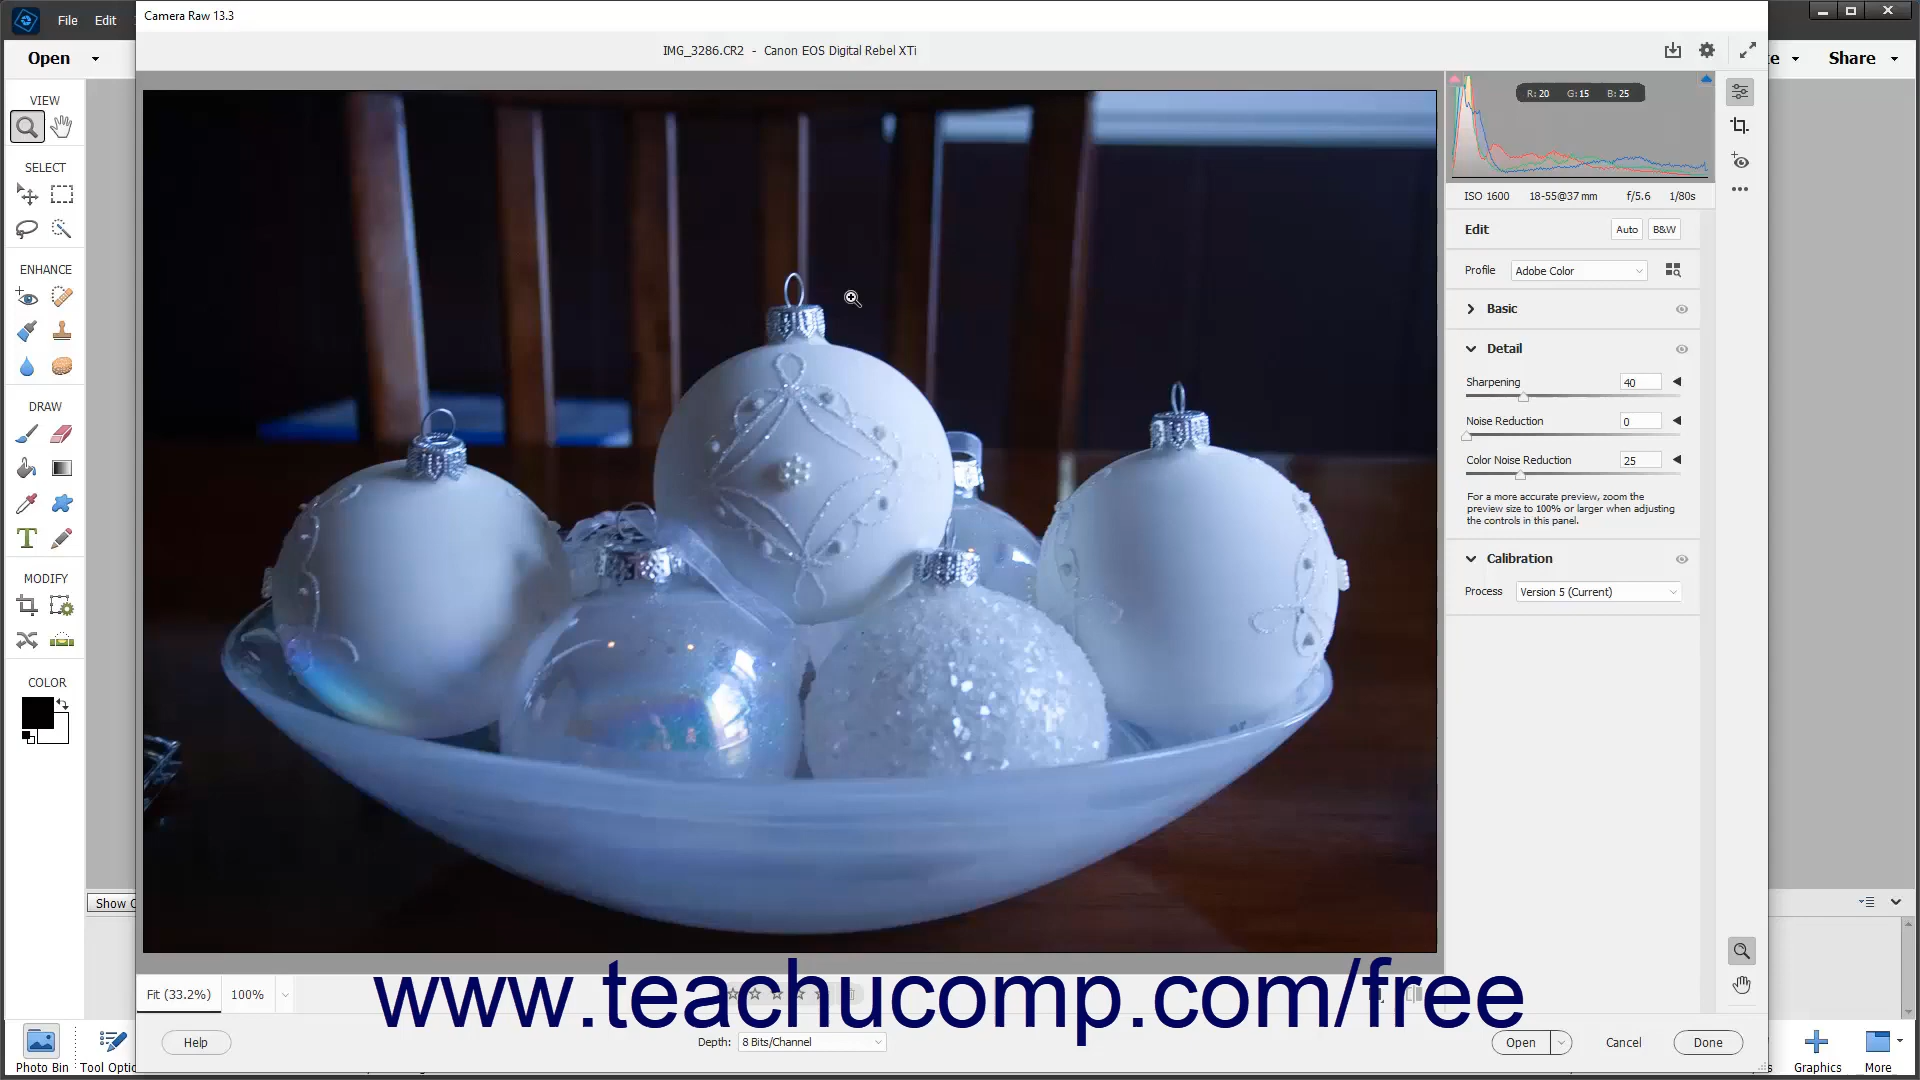 Camera Raw 13.3
File
Edit
IMG_3286.CR2 - Canon EOS Digital Rebel XTi
Open
Share
VIEW
R: 20 G: 15 B: 25
SELECT
ISO 1600 18-55@37 mm f/5.6 1/80s
Edit Auto B&W
ENHANCE
Profile Adobe Color
Basic
Detail
Sharpening 40
DRAW
Noise Reduction 0
Color Noise Reduction 25
For a more accurate preview, zoom the
preview size to 100% or larger when adjusting
the controls in this panel.
T
Calibration
MODIFY
Process Version 5 (Current)
COLOR
Show
Fit (33.2%) 100%
www.teachucomp.com/free
Help
Depth: 8 Bits/Channel
Open Cancel Done
Photo Bin Tool Optio
Graphics More